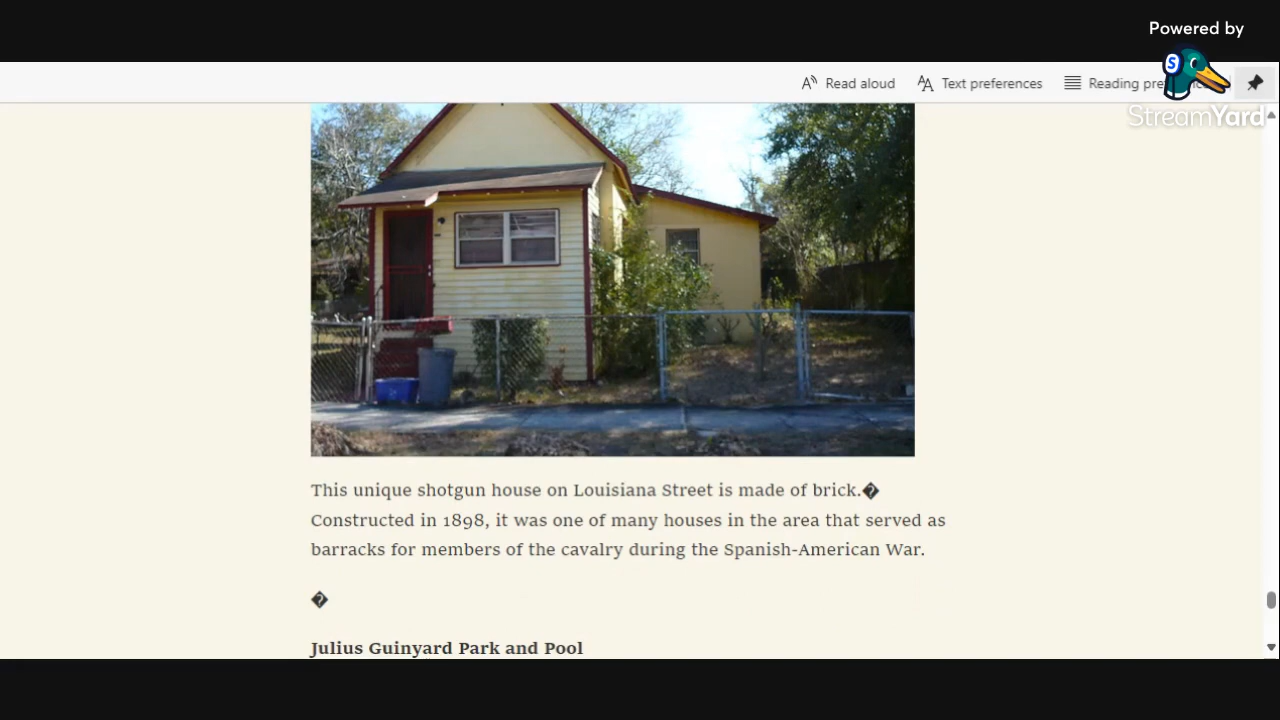 Powered by
Read aloud
Text preferences
Reading pre
S
StreamYard
This unique shotgun house on Louisiana Street is made of brick.�
Constructed in 1898, it was one of many houses in the area that served as
barracks for members of the cavalry during the Spanish-American War.
�
Julius Guinyard Park and Pool